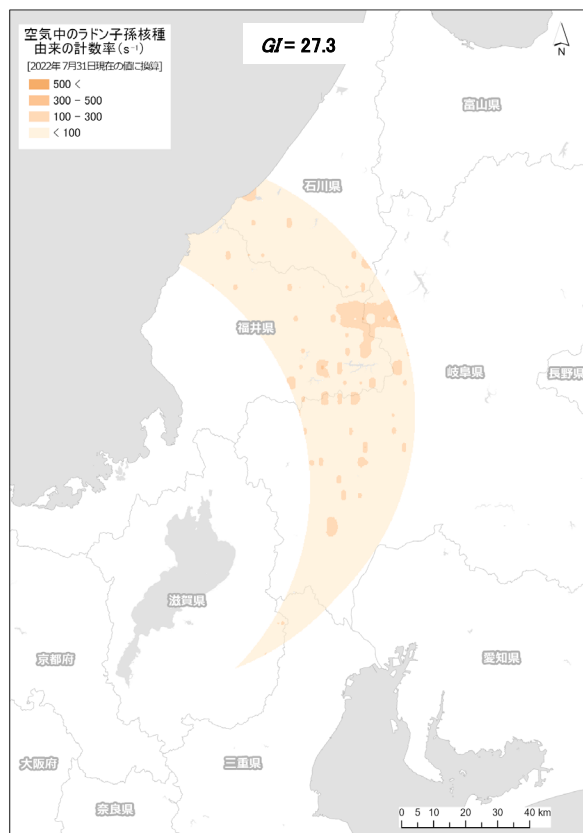 空気中のラドン子孫核種
由来の計数率(s⁻¹)
[2022年 7月31日現在の値に換算]
500 <
300 - 500
100 - 300
< 100
GI = 27.3
N
富山県
石川県
福井県
岐阜県
長野県
滋賀県
京都府
愛知県
大阪府
三重県
奈良県
0 5 10 20 30 40 km